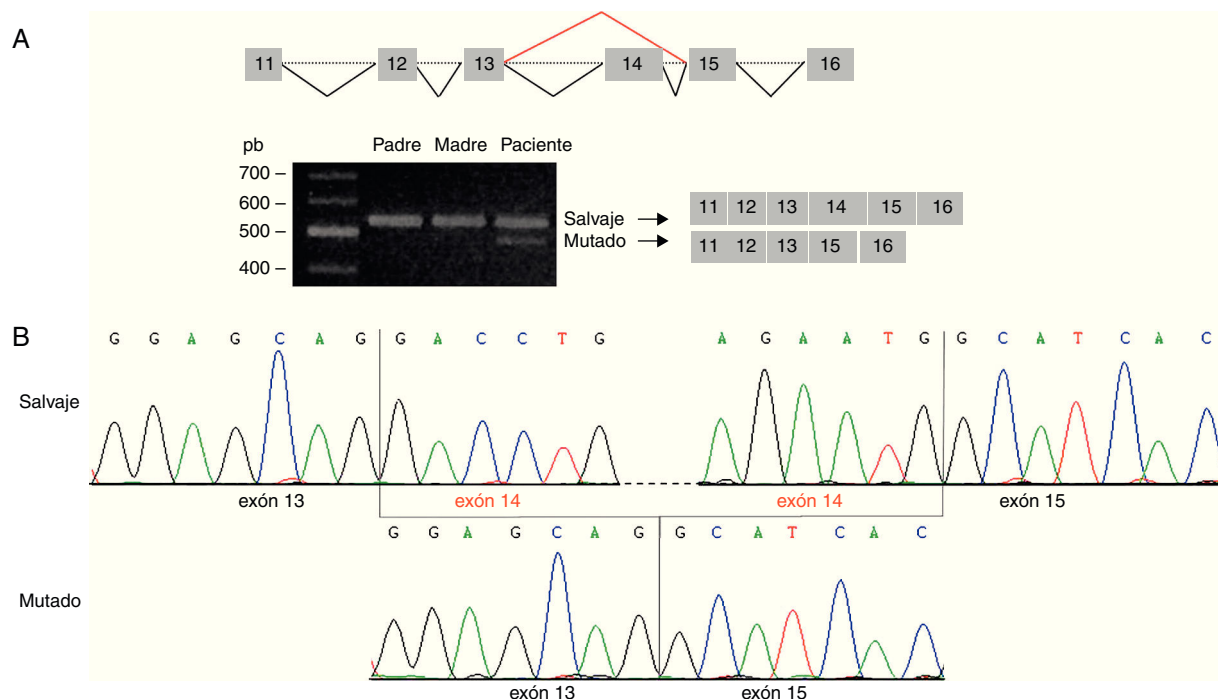 A
11 12 13 14 15 16
pb Padre Madre Paciente
700
600
500
400
Salvaje
Mutado
11 12 13 14 15 16
11 12 13 15 16
B
G G A G C A G G A C C T G A G A A T G G C A T C A C
Salvaje
exón 13 exón 14 exón 14 exón 15
G G A G C A G G C A T C A C
Mutado
exón 13 exón 15